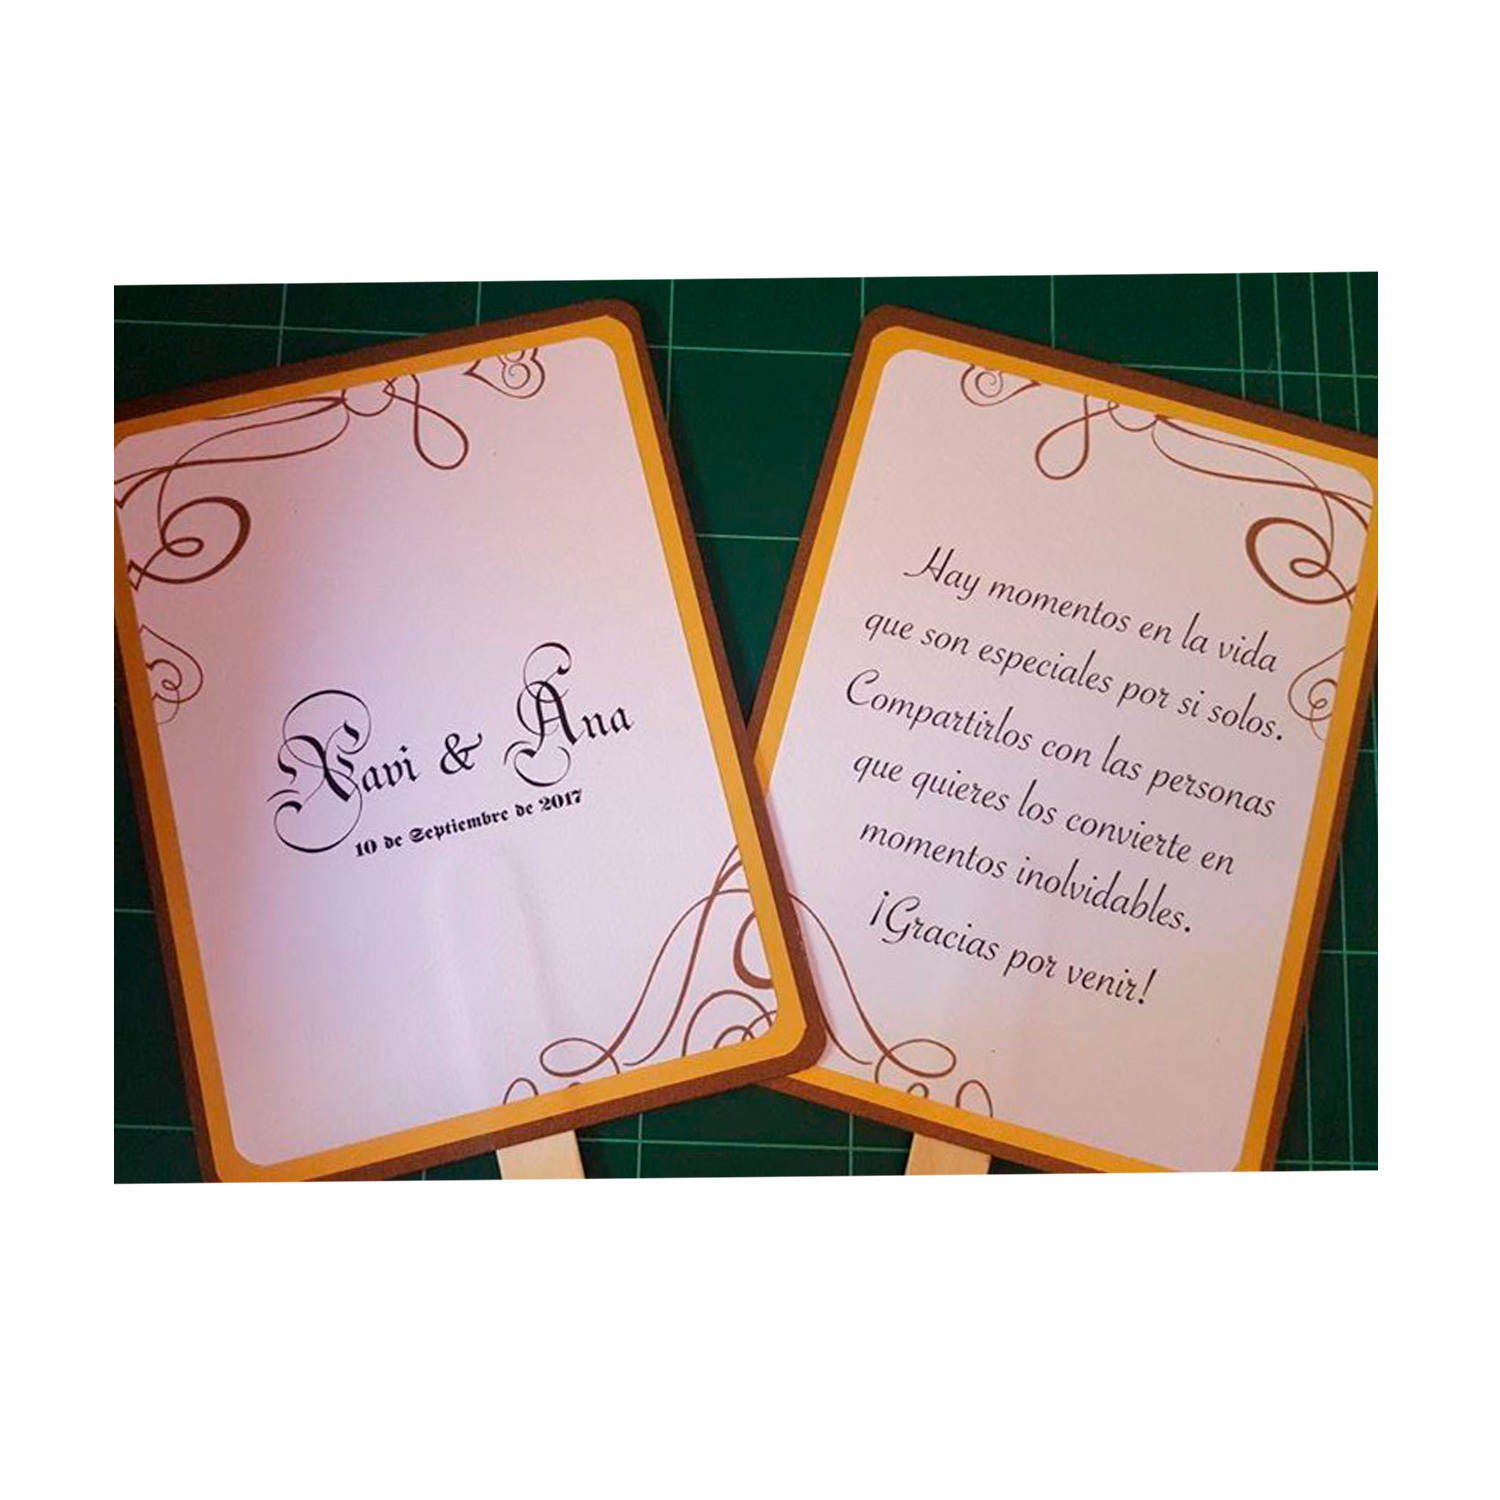 Xavi & Ana
10 de Septiembre de 2017
Hay momentos en la vida
que son especiales por si solos.
Compartirlos con las personas
que quieres los convierte en
momentos inolvidables.
¡Gracias por venir!